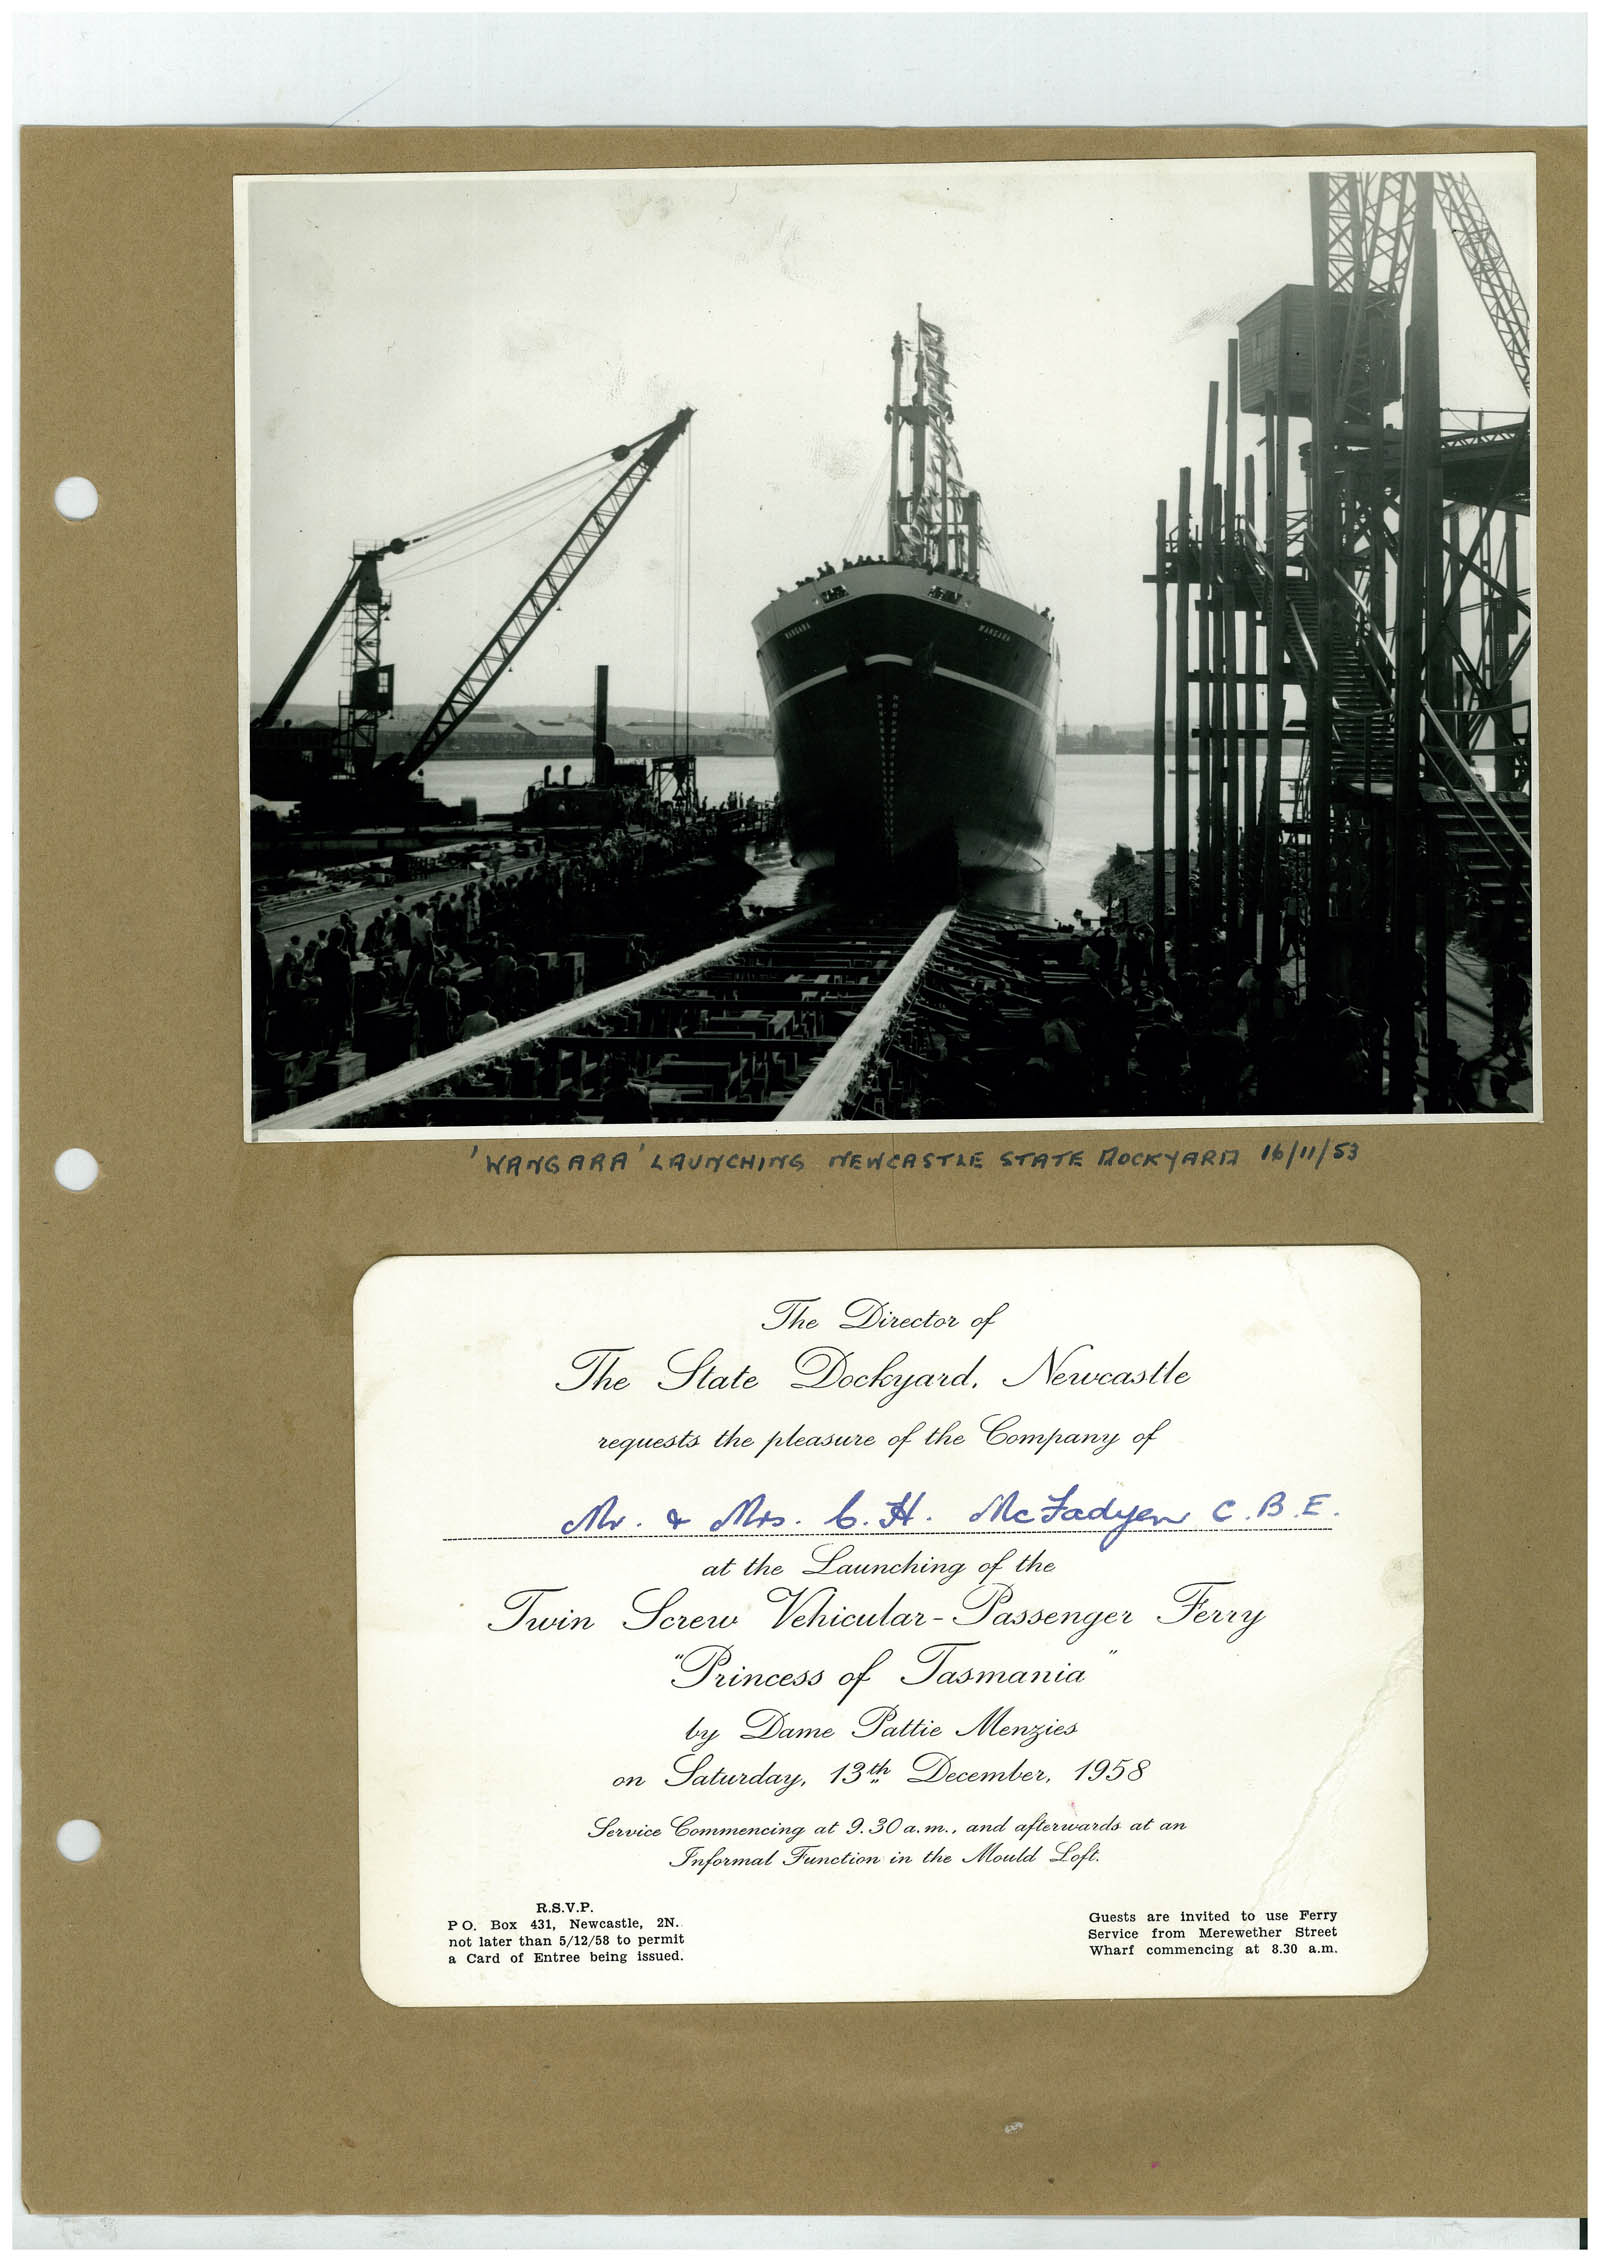 WANGARA
WANGARA
'WANGARA' LAUNCHING NEWCASTLE STATE DOCKYARD 16/11/53
The Director of
The State Dockyard, Newcastle
requests the pleasure of the Company of
Mr. & Mrs. C. H. McFadyen C.B.E.
at the Launching of the
Twin Screw Vehicular-Passenger Ferry
"Princess of Tasmania"
by Dame Pattie Menzies
on Saturday, 13th December, 1958
Service Commencing at 9.30 a.m., and afterwards at an
Informal Function in the Mould Loft.
R.S.V.P.
P O. Box 431, Newcastle, 2N.
not later than 5/12/58 to permit
a Card of Entree being issued.
Guests are invited to use Ferry
Service from Merewether Street
Wharf commencing at 8.30 a.m.